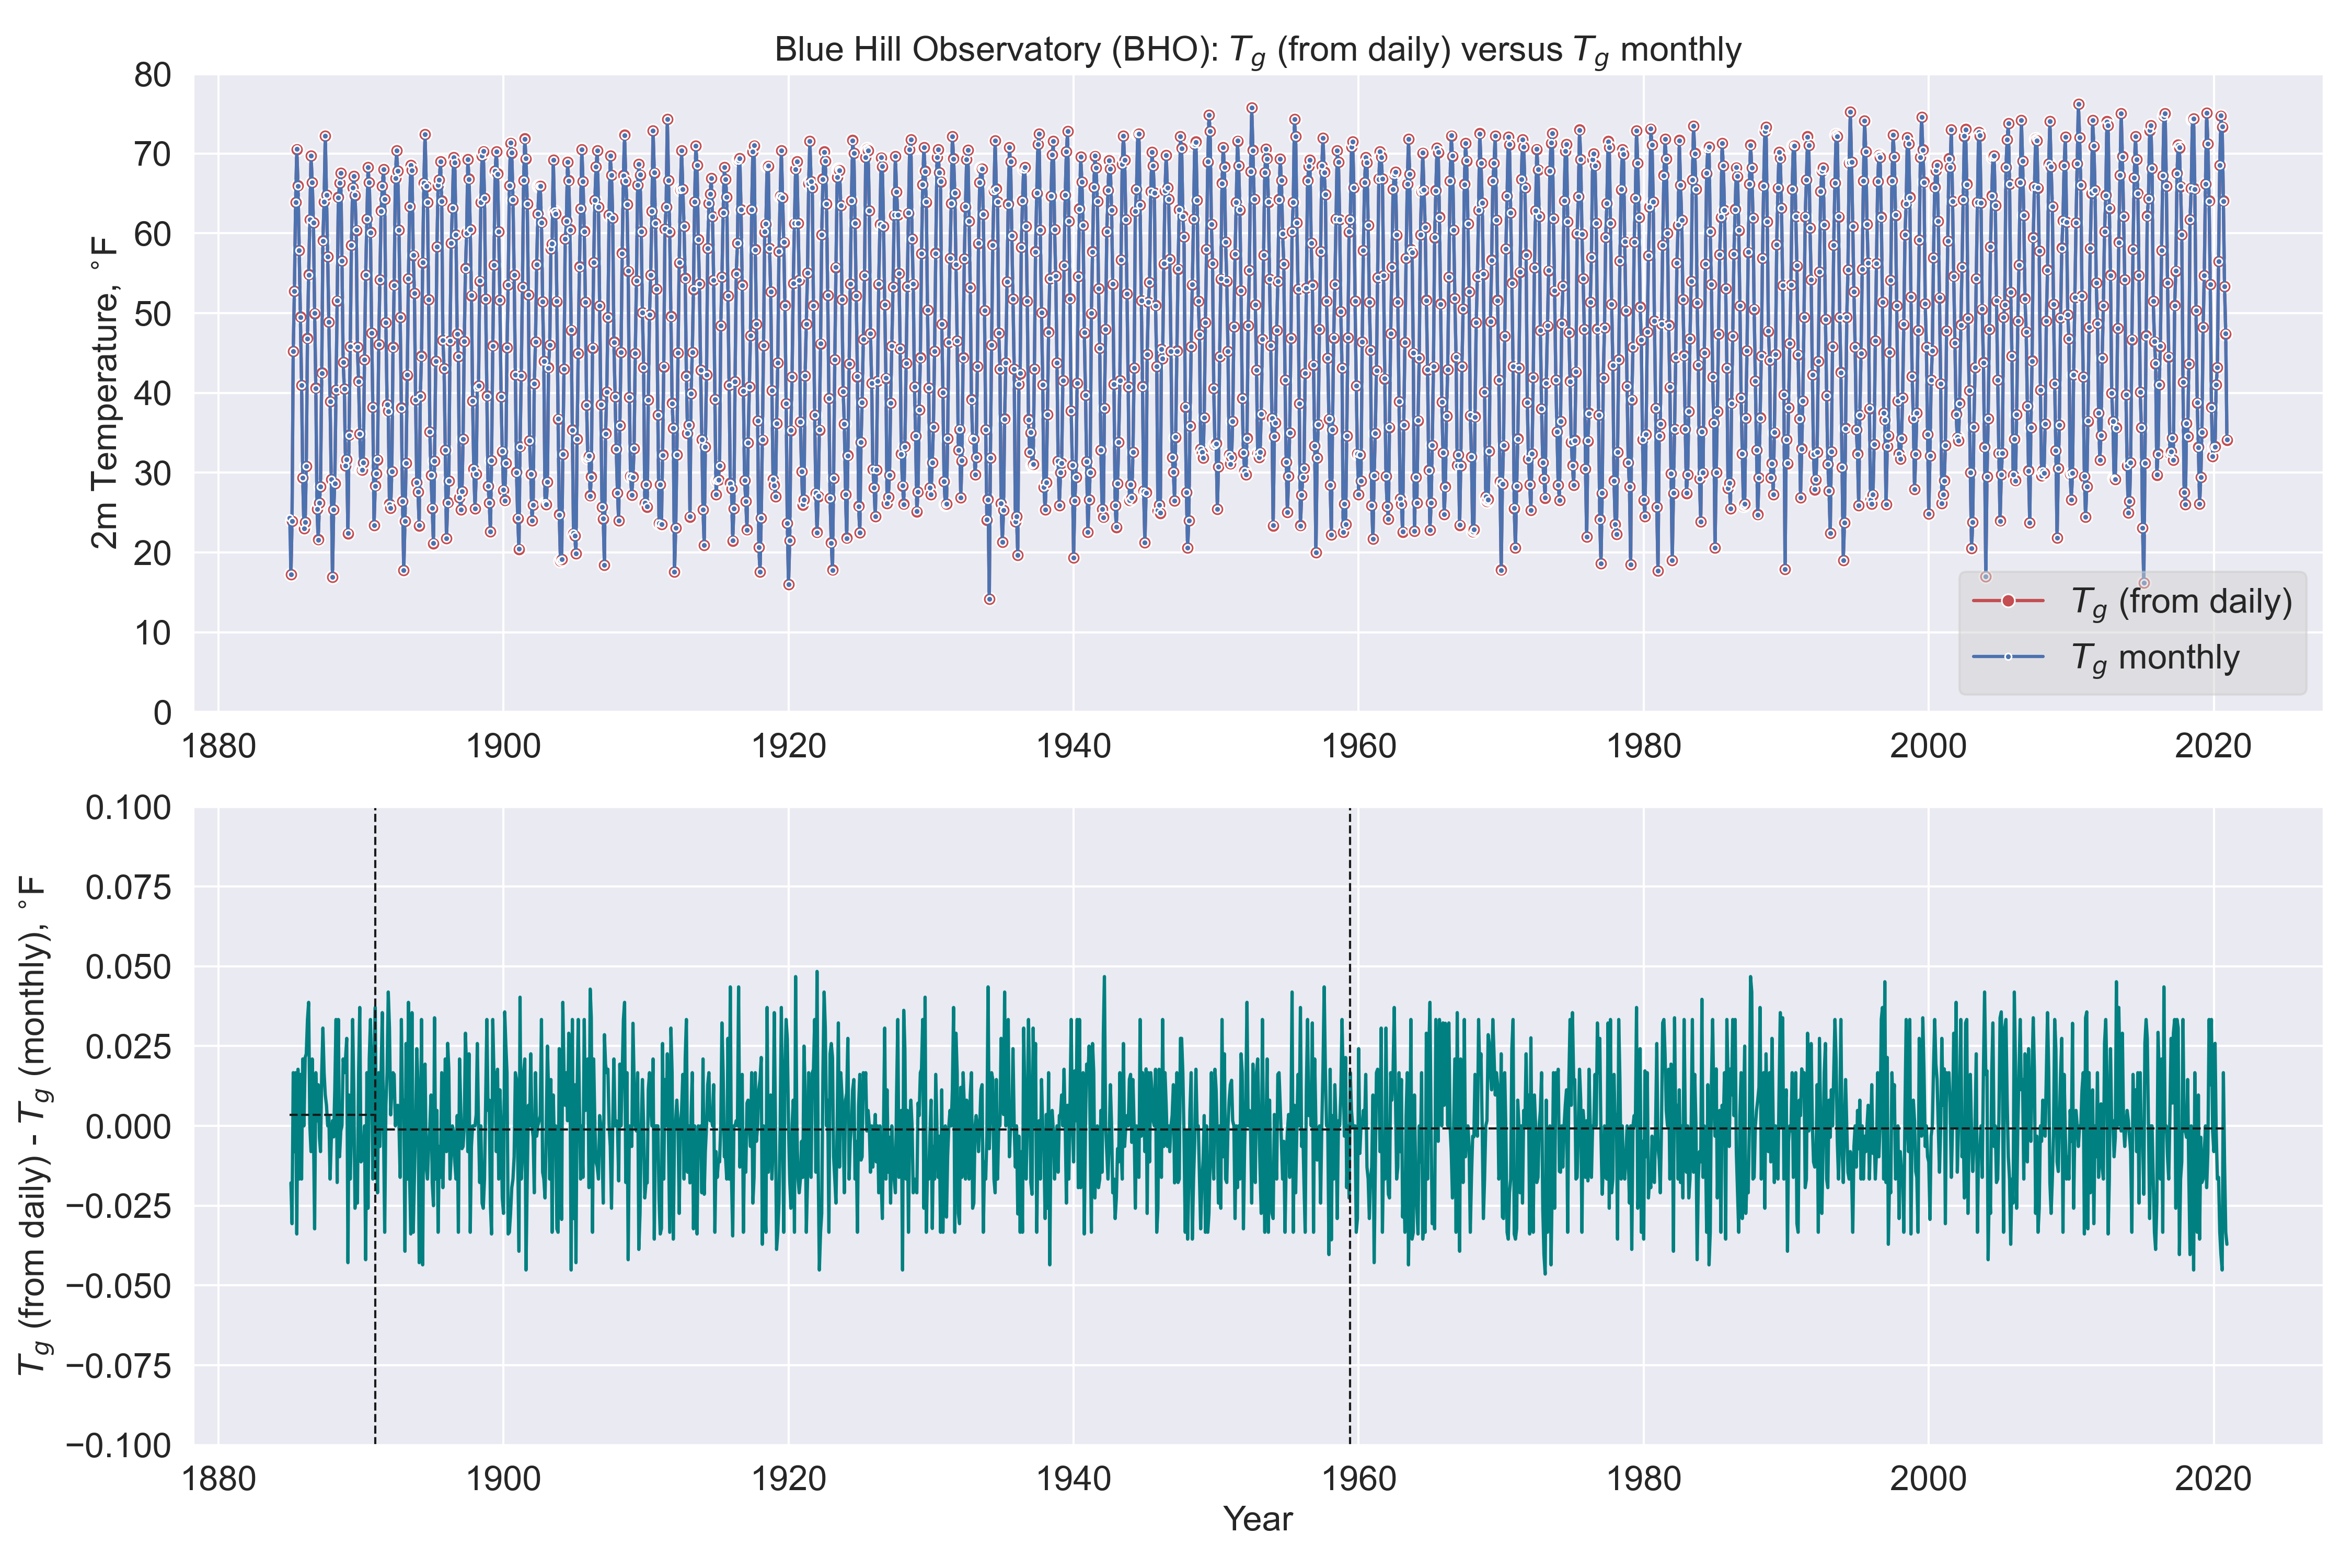 Blue Hill Observatory (BHO): Tg (from daily) versus Tg monthly
2m Temperature, °F
80
70
60
50
40
30
20
10
0
1880 1900 1920 1940 1960 1980 2000 2020
Tg (from daily)
Tg monthly
Tg (from daily) - Tg (monthly), °F
0.100
0.075
0.050
0.025
0.000
−0.025
−0.050
−0.075
−0.100
1880 1900 1920 1940 1960 1980 2000 2020
Year